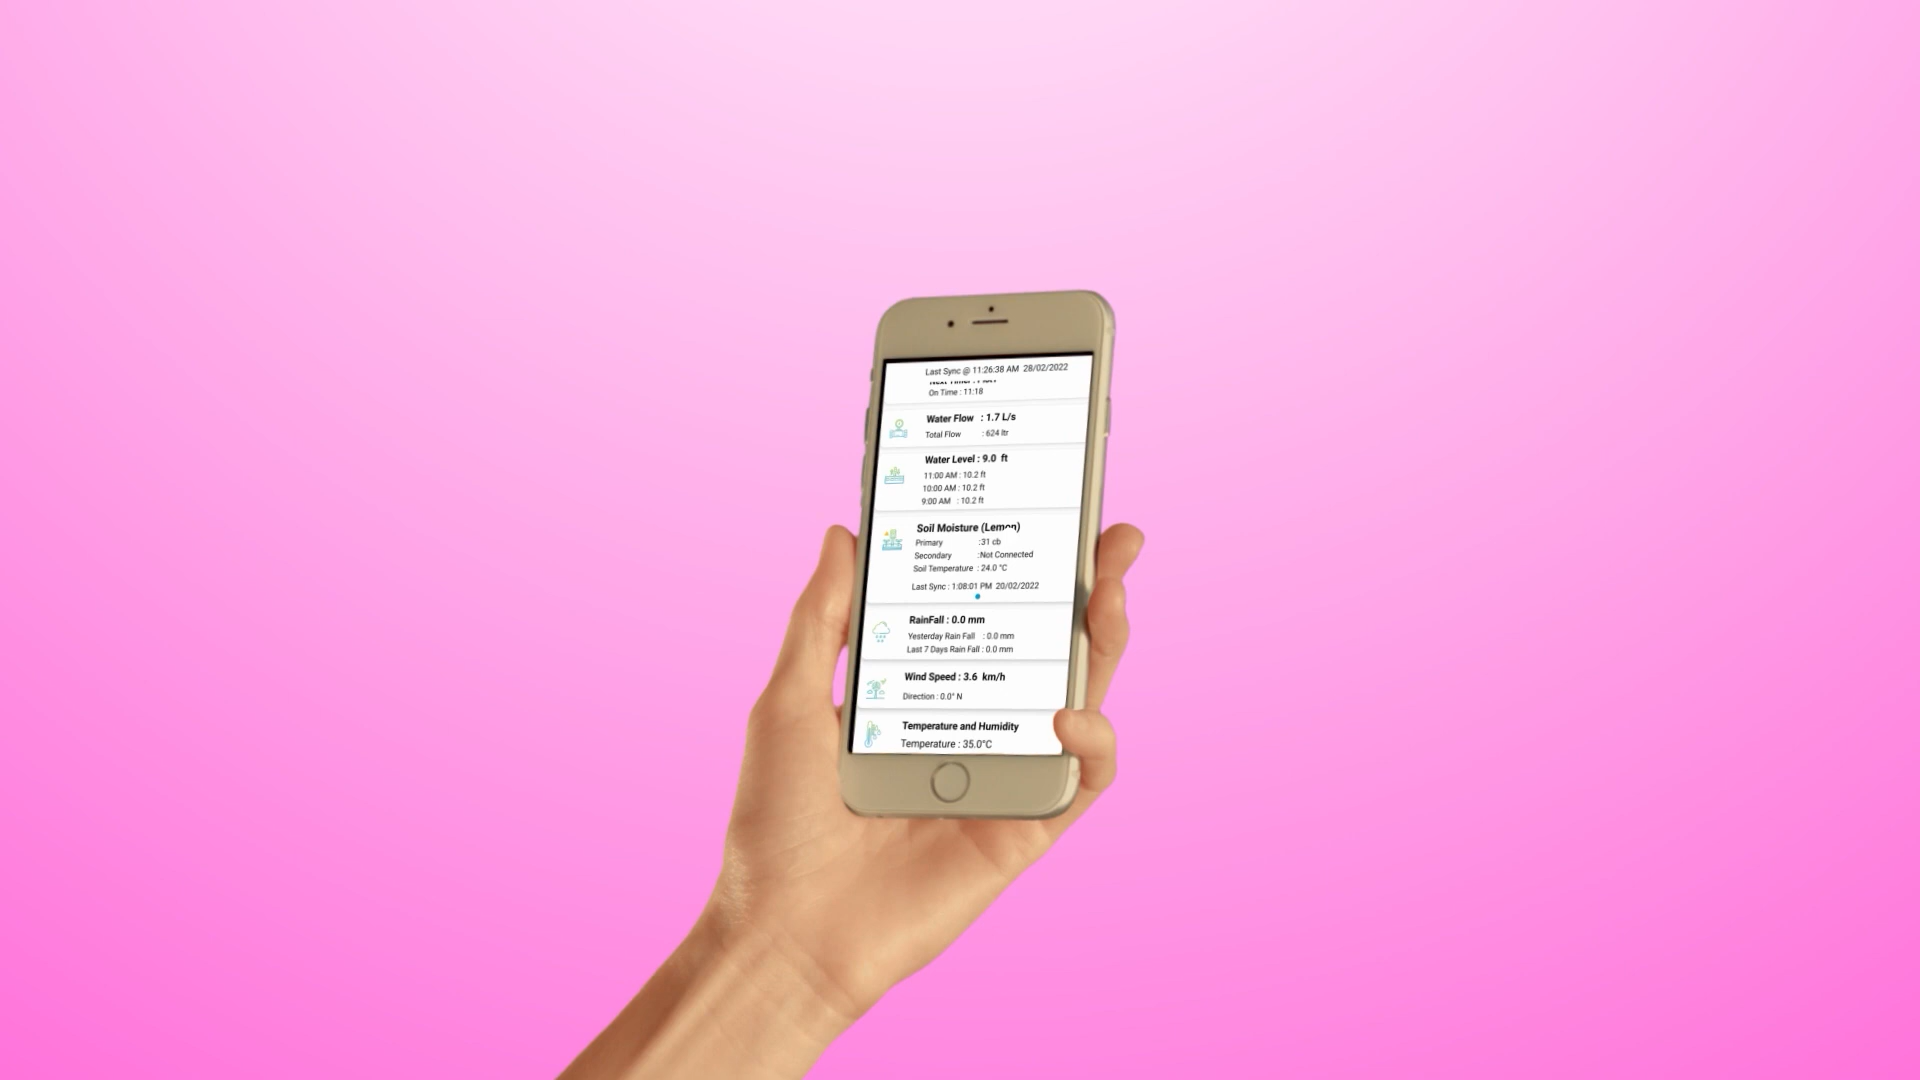 Last Sync @ 11:26:38 AM 28/02/2022
On Time : 11:18
Water Flow : 1.7 L/s
Total Flow : 624 ltr
Water Level : 9.0 ft
11:00 AM : 10.2 ft
10:00 AM : 10.2 ft
9:00 AM : 10.2 ft
Soil Moisture (Lemon)
Primary :31 cb
Secondary :Not Connected
Soil Temperature : 24.0 °C
Last Sync : 1:08:01 PM 20/02/2022
RainFall : 0.0 mm
Yesterday Rain Fall : 0.0 mm
Last 7 Days Rain Fall : 0.0 mm
Wind Speed : 3.6 km/h
Direction : 0.0° N
Temperature and Humidity
Temperature : 35.0°C